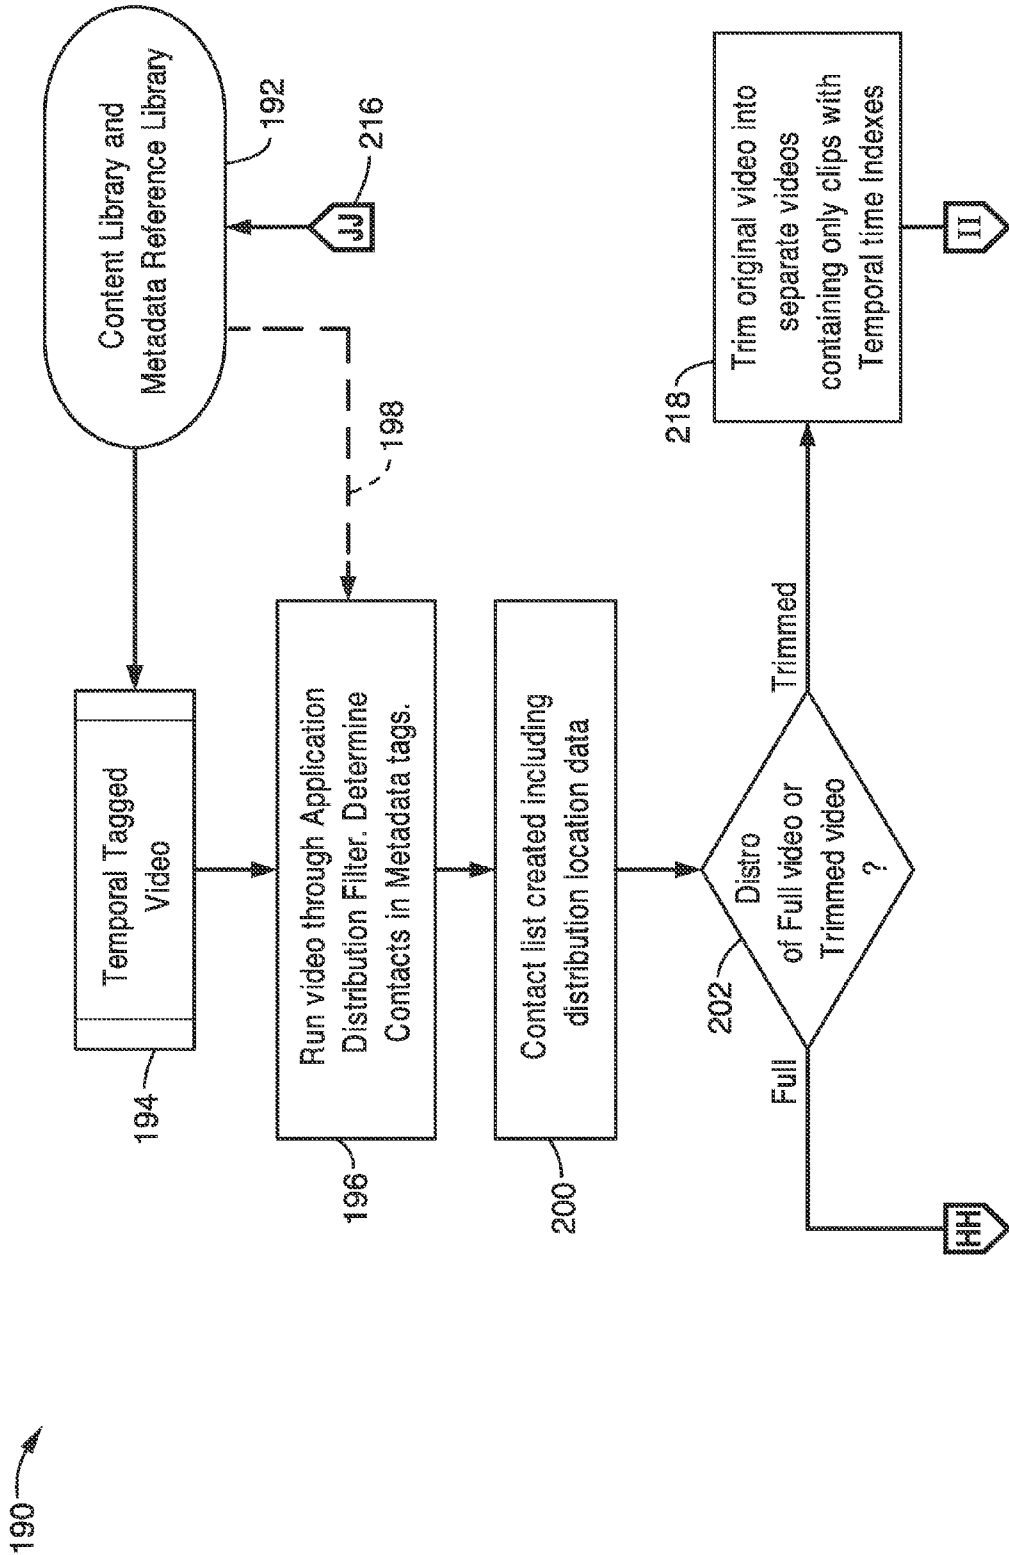 190
Content Library and
Metadata Reference Library
192
JJ
216
Temporal Tagged
Video
194
198
Run video through Application
Distribution Filter. Determine
Contacts in Metadata tags.
196
Contact list created including
distribution location data
200
Distro
of Full video or
Trimmed video
?
202
Full
Trimmed
HH
Trim original video into
separate videos
containing only clips with
Temporal time Indexes
218
II